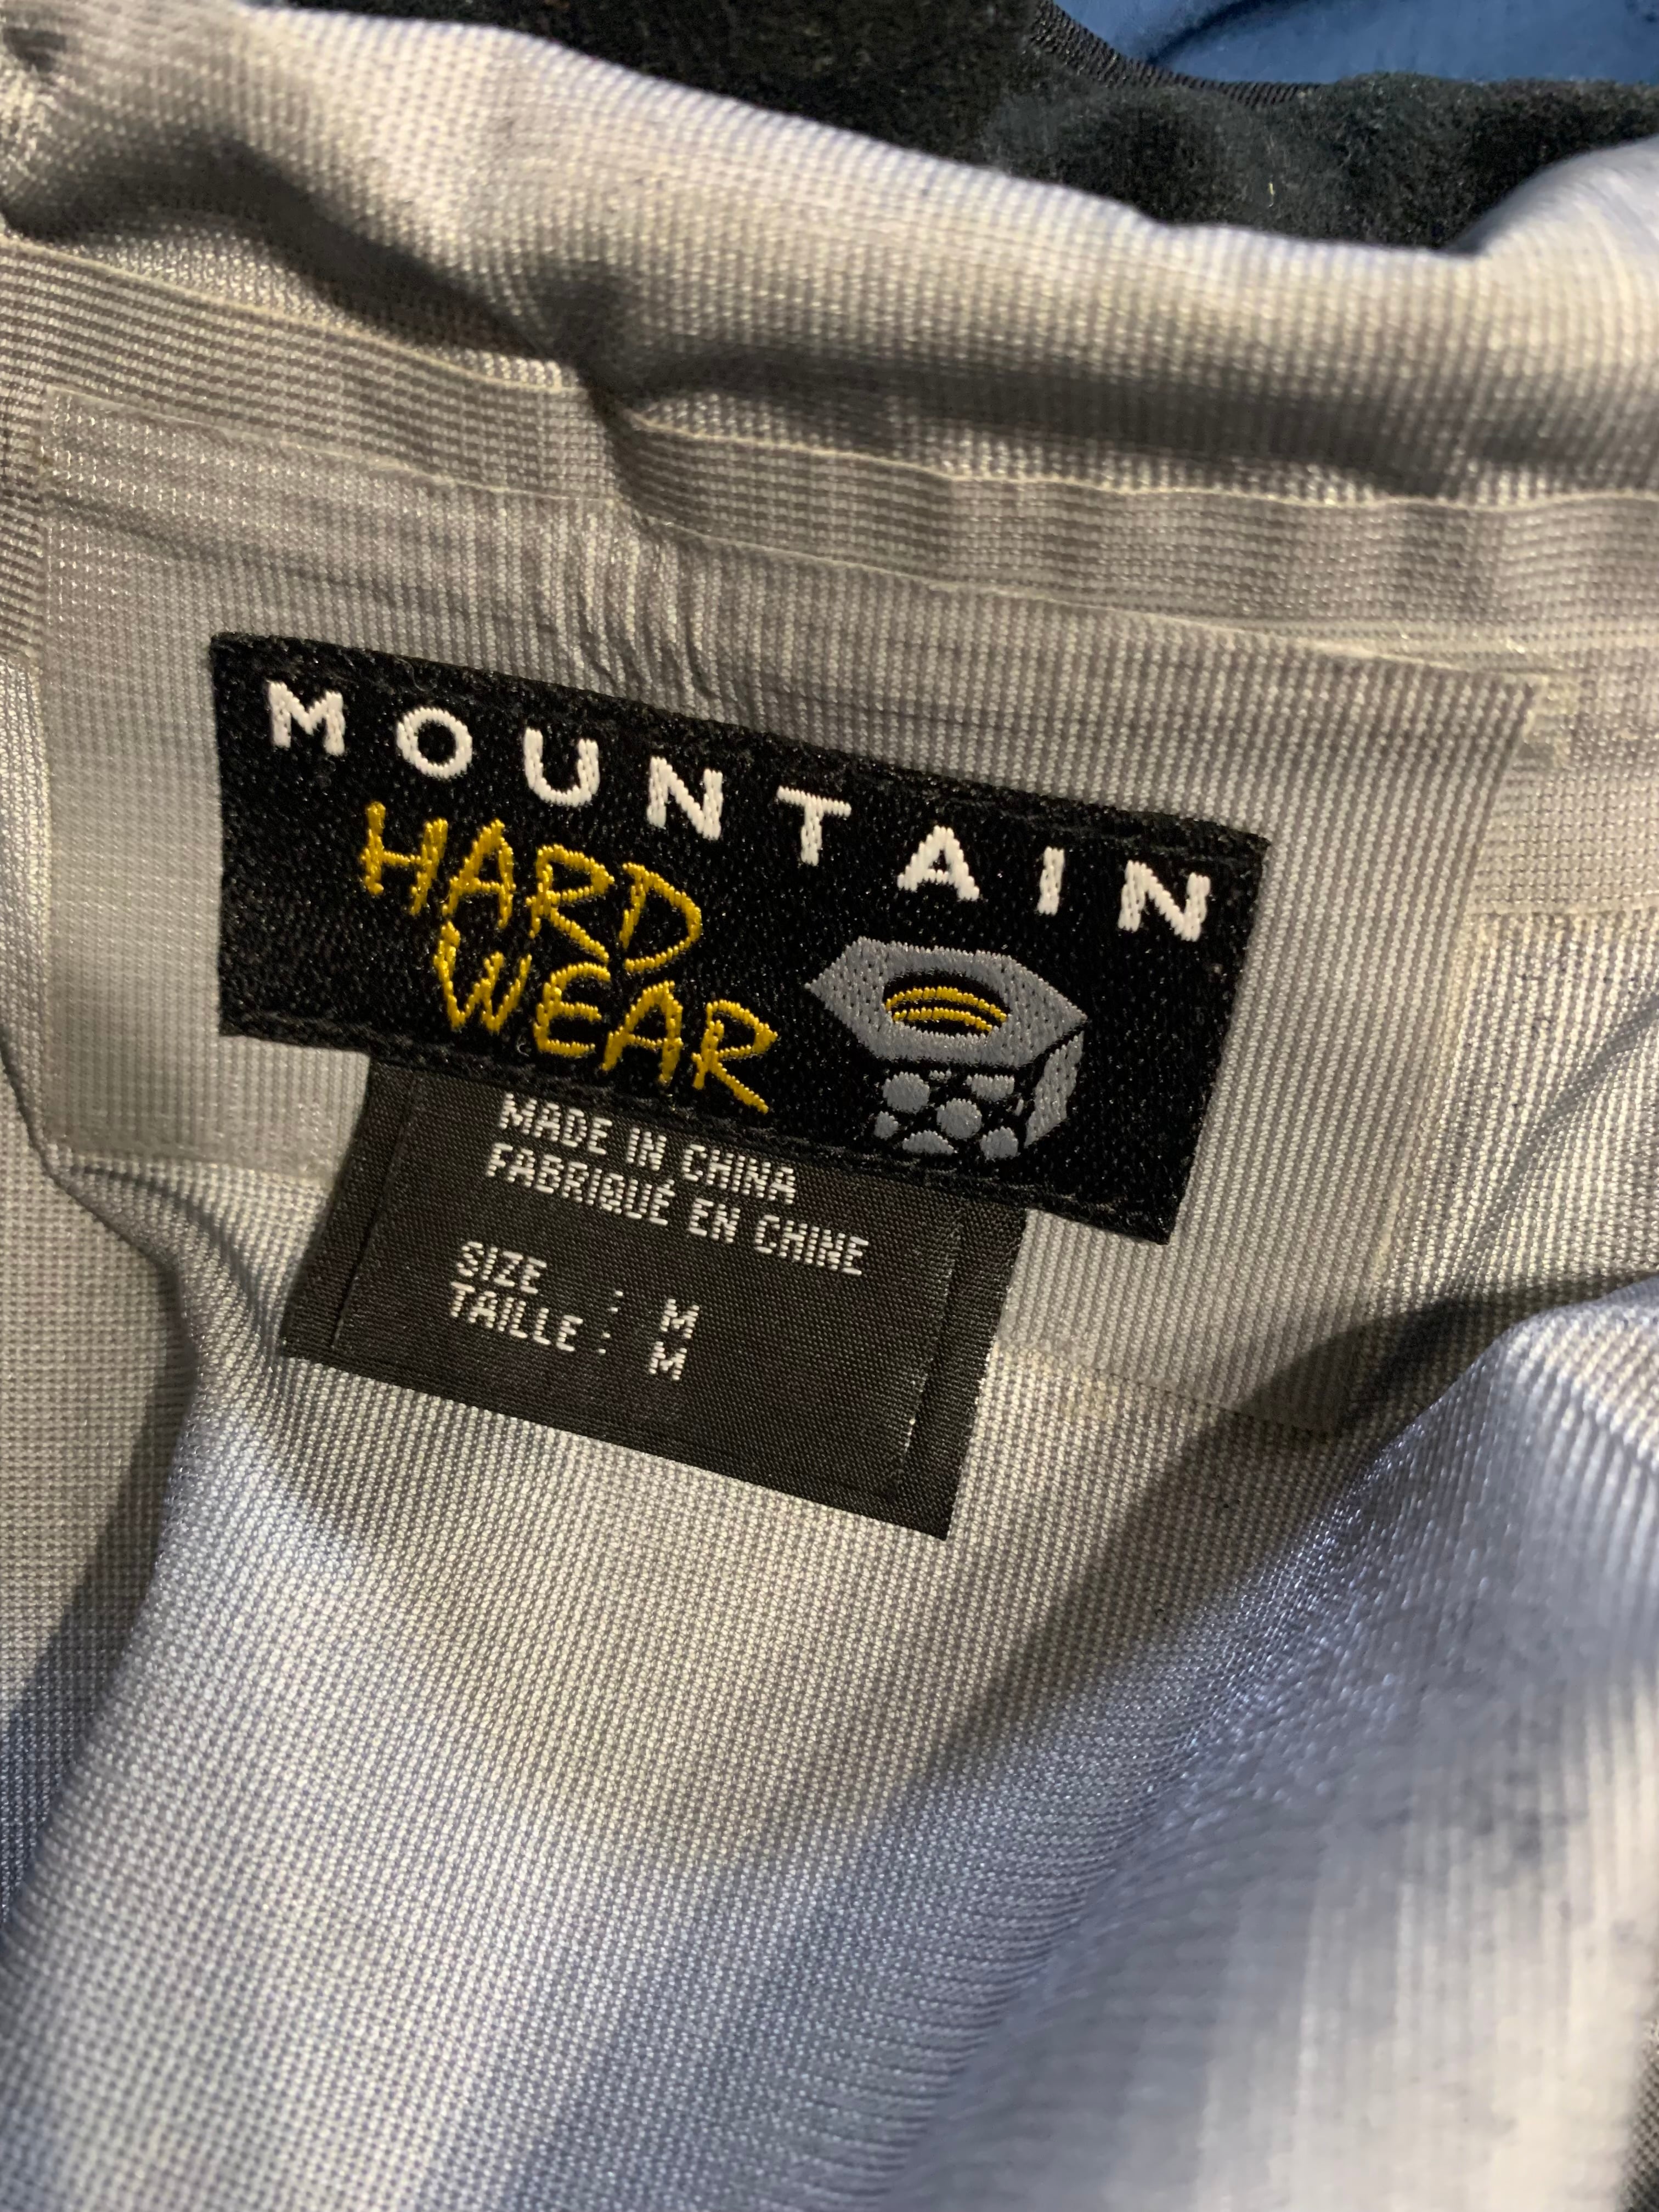 MOUNTAIN
HARD
WEAR
MADE IN CHINA
FABRIQUÉ EN CHINE
SIZE : M
TAILLE : M